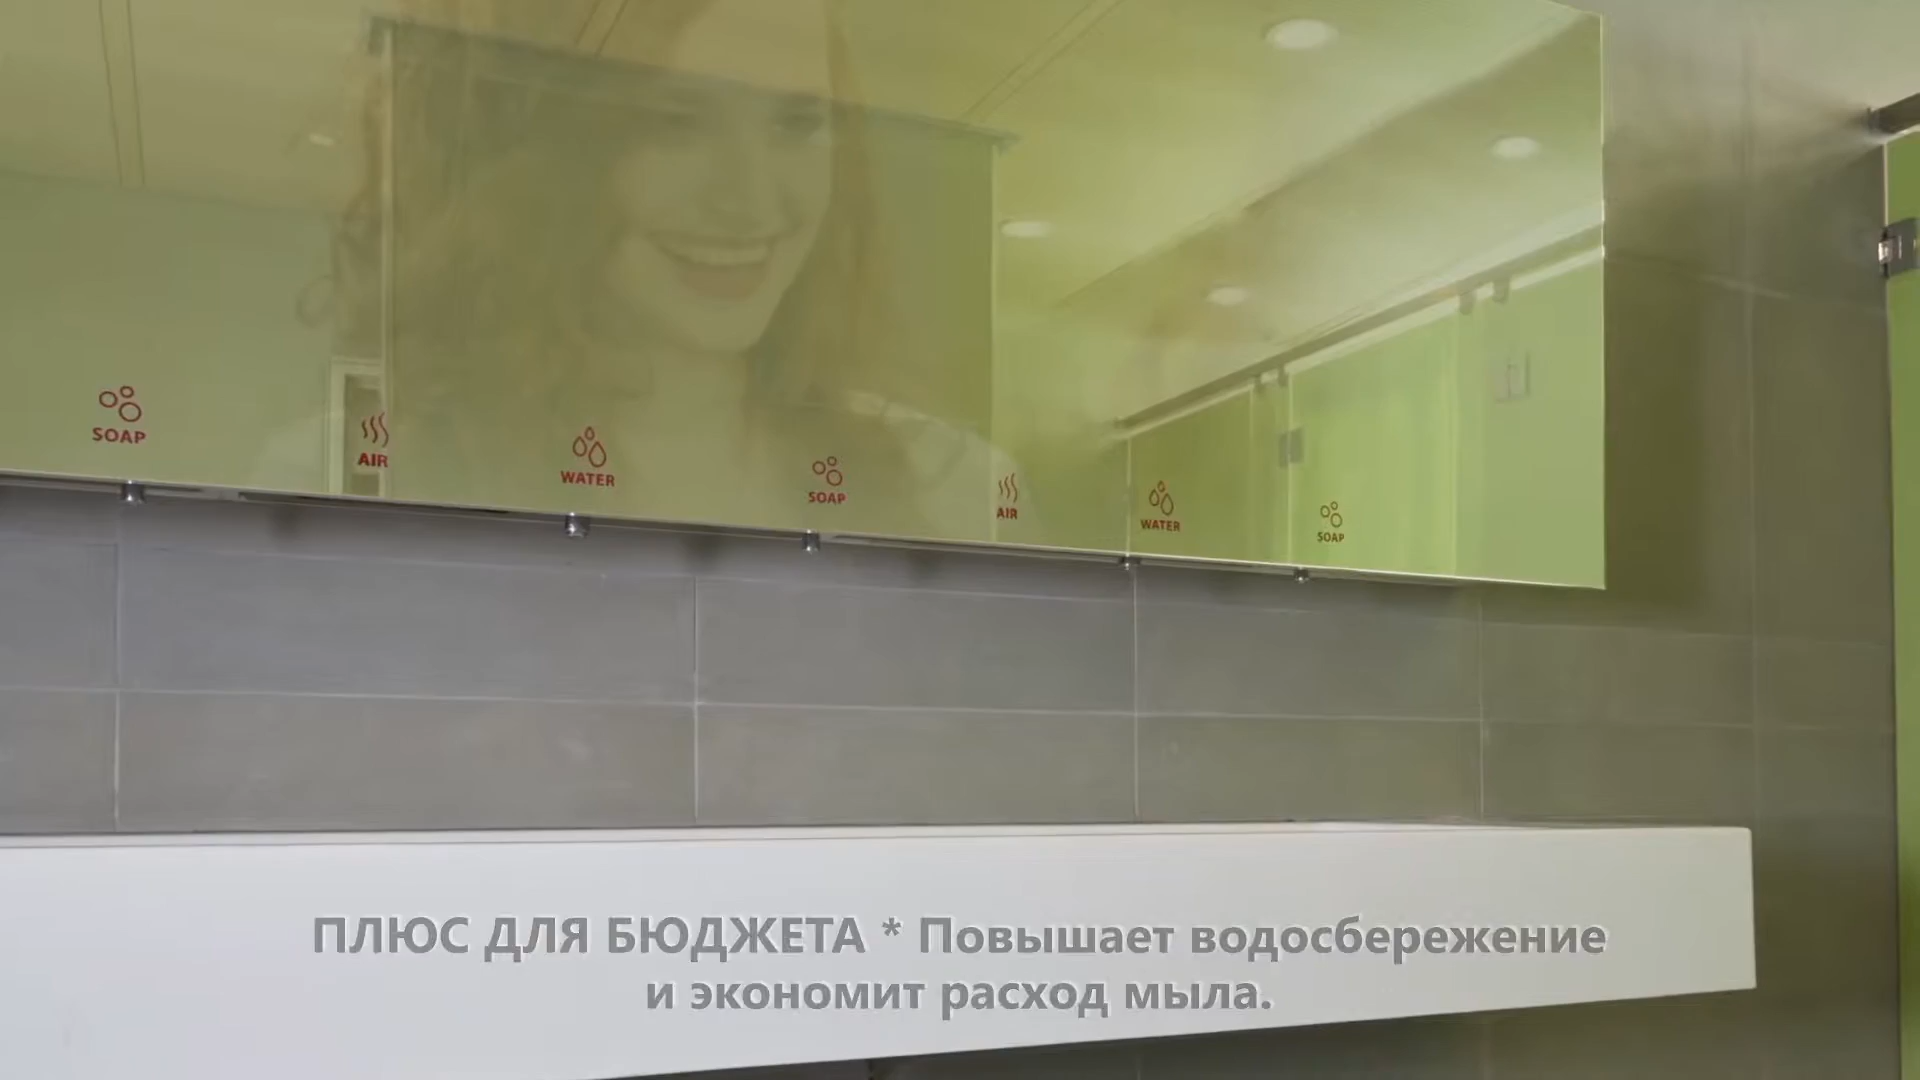 SOAP
AIR
WATER
SOAP
AIR
WATER
SOAP
ПЛЮС ДЛЯ БЮДЖЕТА * Повышает водосбережение
и экономит расход мыла.